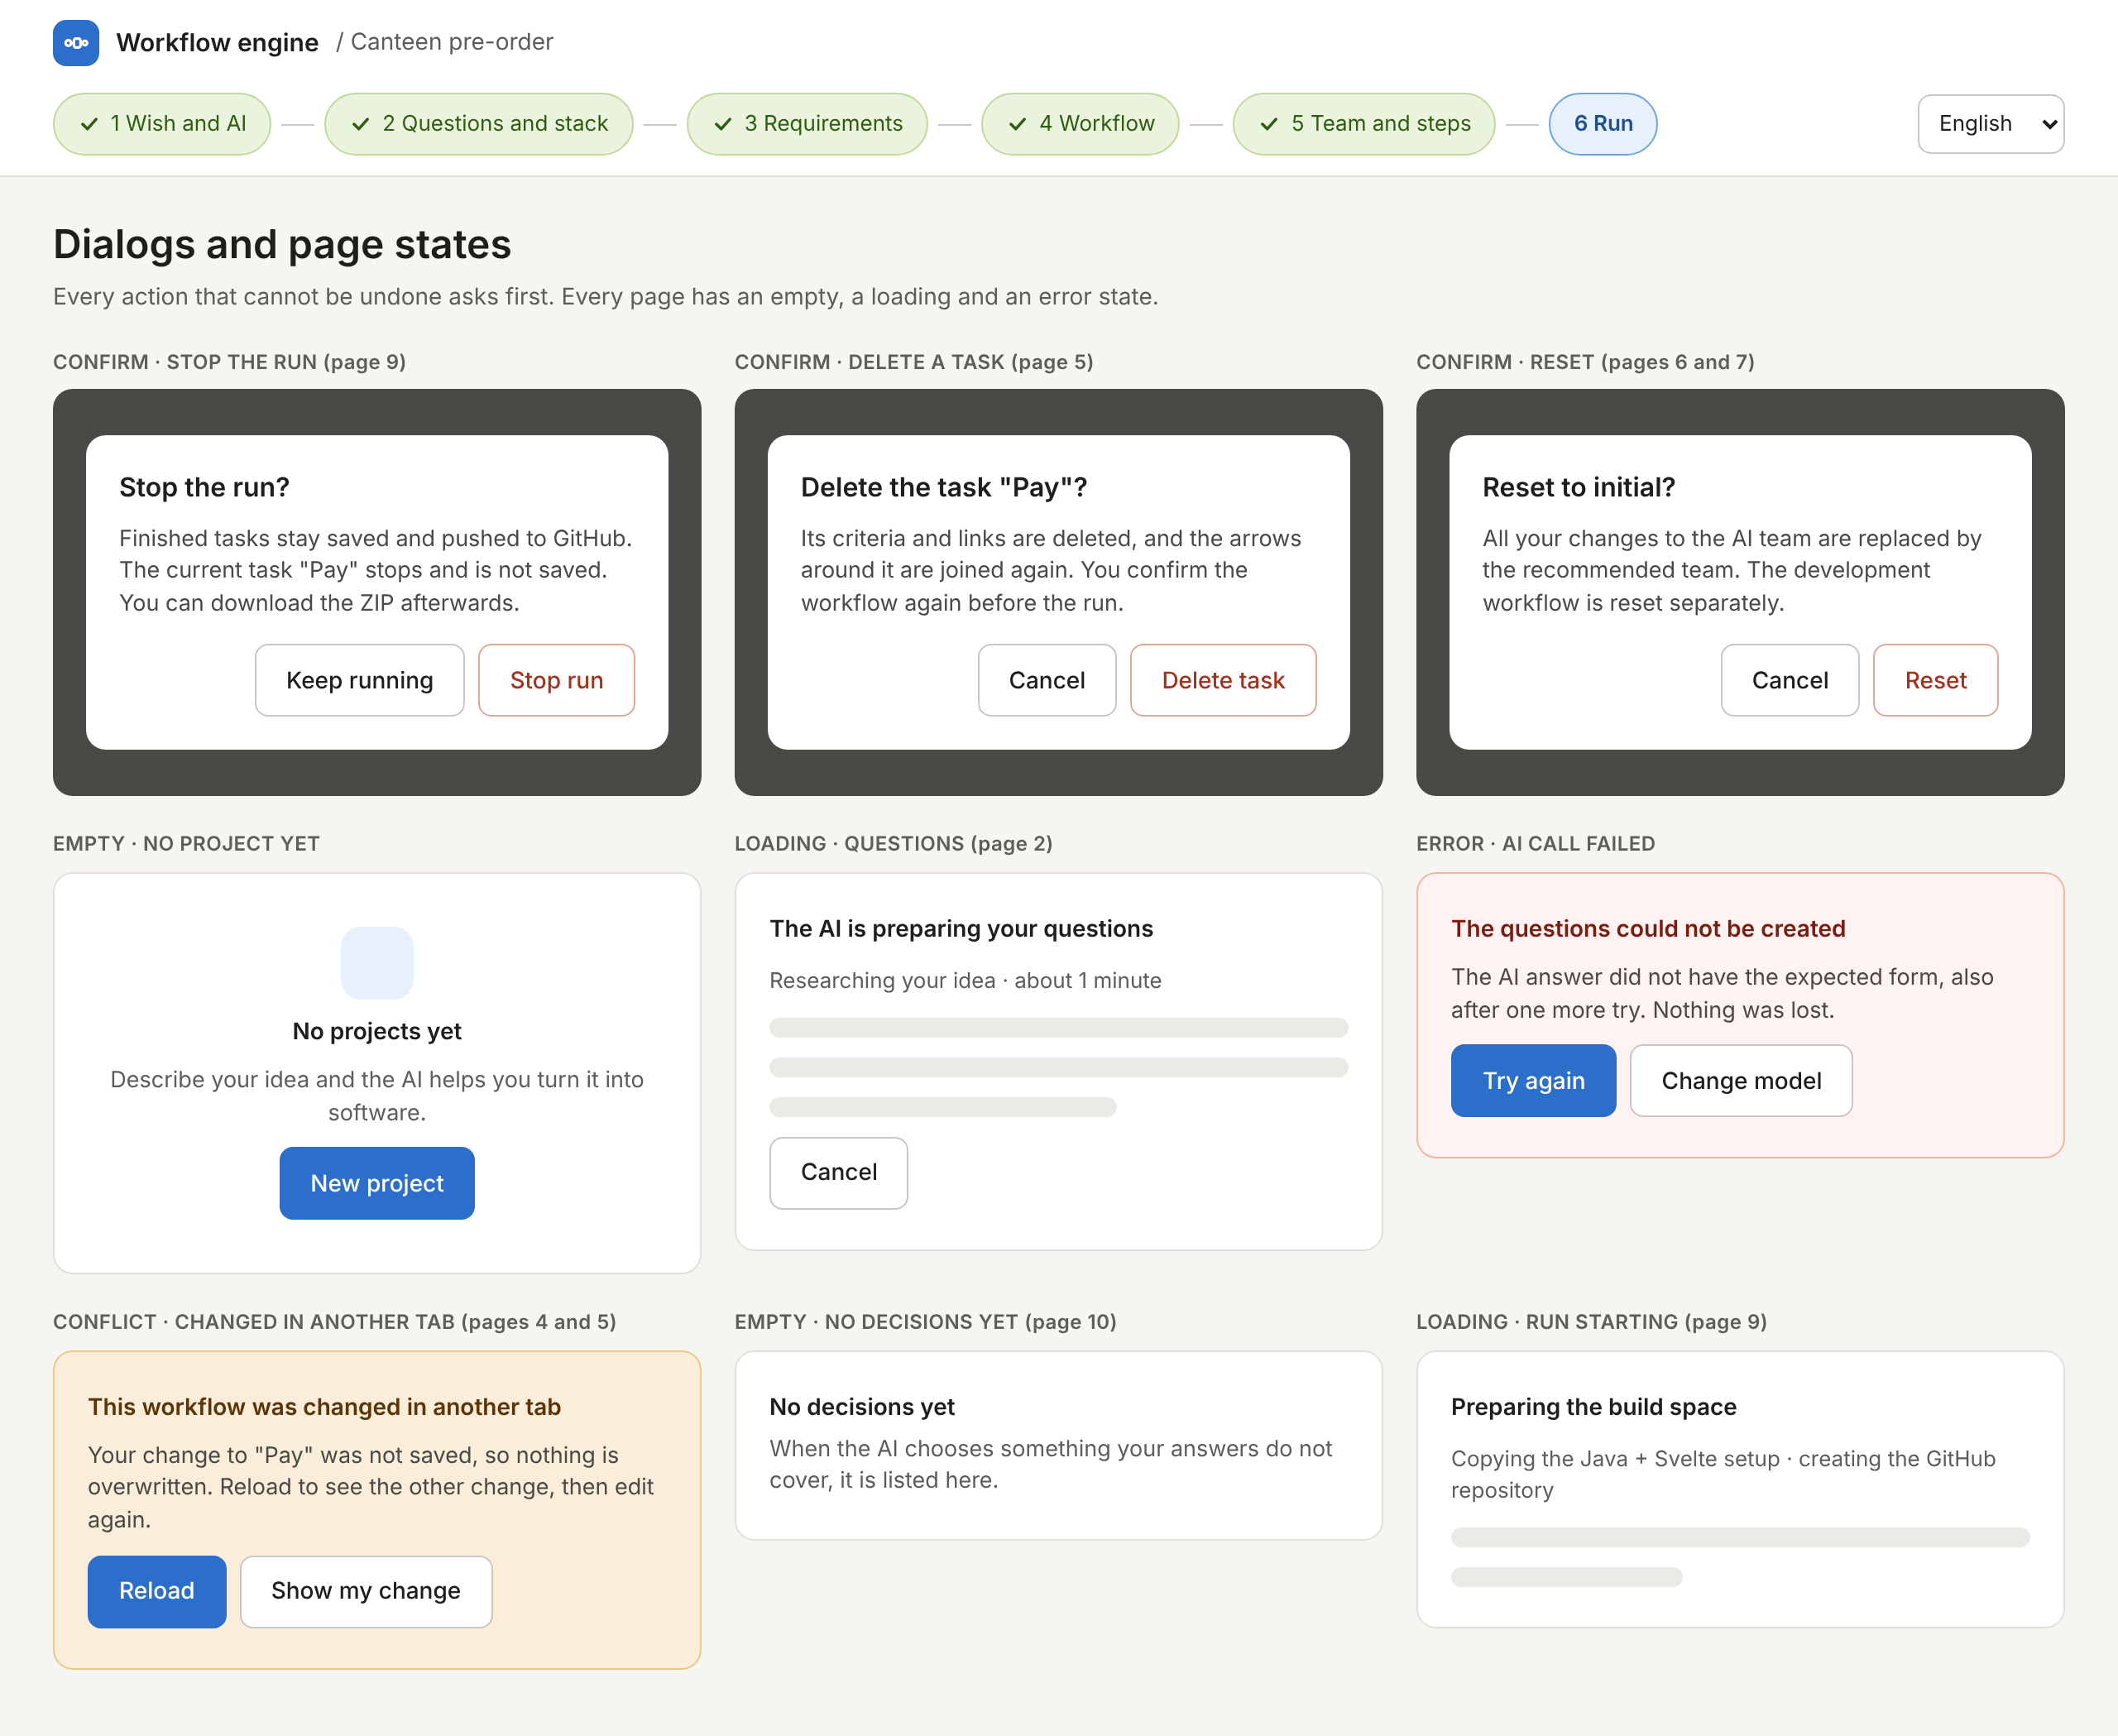 Workflow engine / Canteen pre-order
1 Wish and AI
2 Questions and stack
3 Requirements
4 Workflow
5 Team and steps
6 Run
English
Dialogs and page states
Every action that cannot be undone asks first. Every page has an empty, a loading and an error state.
CONFIRM · STOP THE RUN (page 9)
Stop the run?
Finished tasks stay saved and pushed to GitHub.
The current task "Pay" stops and is not saved.
You can download the ZIP afterwards.
Keep running
Stop run
CONFIRM · DELETE A TASK (page 5)
Delete the task "Pay"?
Its criteria and links are deleted, and the arrows
around it are joined again. You confirm the
workflow again before the run.
Cancel
Delete task
CONFIRM · RESET (pages 6 and 7)
Reset to initial?
All your changes to the AI team are replaced by
the recommended team. The development
workflow is reset separately.
Cancel
Reset
EMPTY · NO PROJECT YET
No projects yet
Describe your idea and the AI helps you turn it into
software.
New project
LOADING · QUESTIONS (page 2)
The AI is preparing your questions
Researching your idea · about 1 minute
Cancel
ERROR · AI CALL FAILED
The questions could not be created
The AI answer did not have the expected form, also
after one more try. Nothing was lost.
Try again
Change model
CONFLICT · CHANGED IN ANOTHER TAB (pages 4 and 5)
This workflow was changed in another tab
Your change to "Pay" was not saved, so nothing is
overwritten. Reload to see the other change, then edit
again.
Reload
Show my change
EMPTY · NO DECISIONS YET (page 10)
No decisions yet
When the AI chooses something your answers do not
cover, it is listed here.
LOADING · RUN STARTING (page 9)
Preparing the build space
Copying the Java + Svelte setup · creating the GitHub
repository